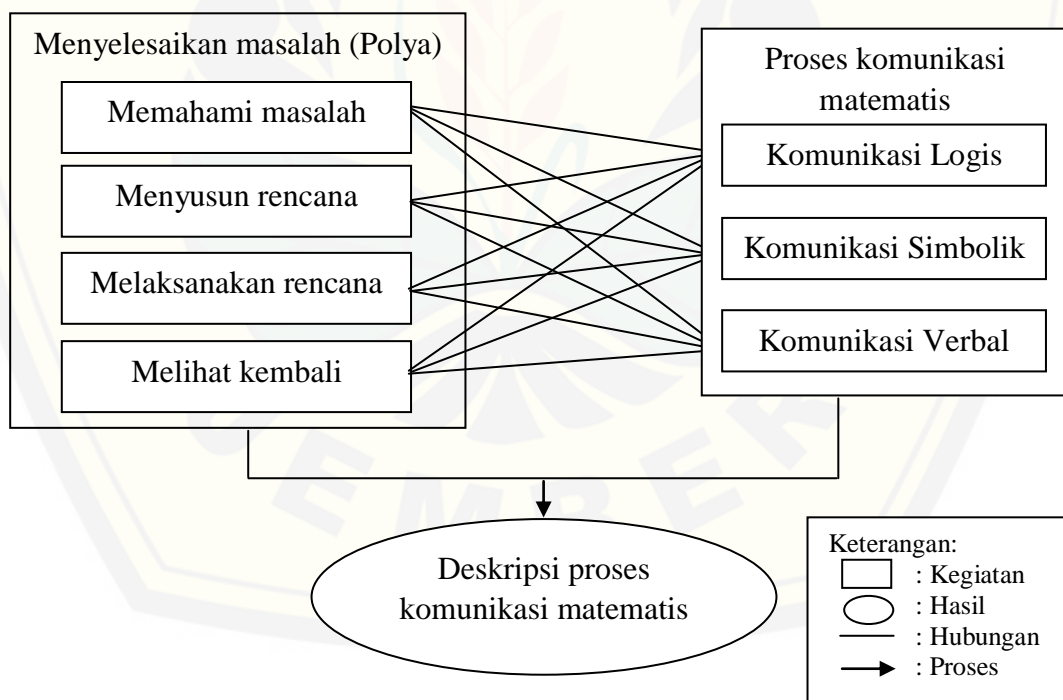 Menyelesaikan masalah (Polya)
Memahami masalah
Menyusun rencana
Melaksanakan rencana
Melihat kembali
Proses komunikasi
matematis
Komunikasi Logis
Komunikasi Simbolik
Komunikasi Verbal
EMBER
Deskripsi proses
komunikasi matematis
Keterangan:
: Kegiatan
: Hasil
: Hubungan
: Proses